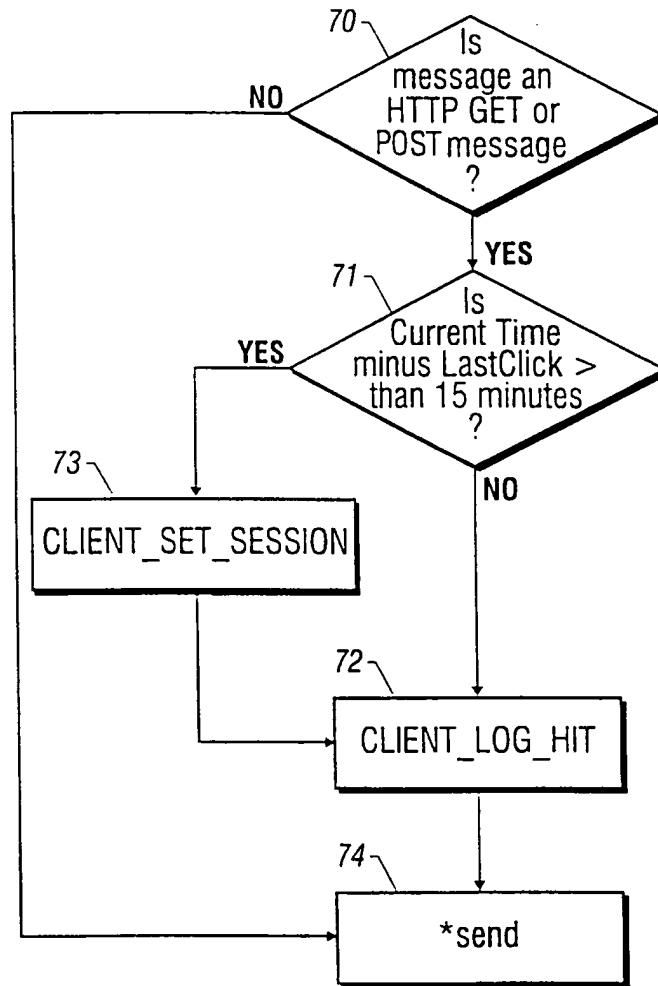 70
Is
message an
HTTP GET or
POST message
?
NO
YES
71
Is
Current Time
minus LastClick >
than 15 minutes
?
YES
NO
73
CLIENT_SET_SESSION
72
CLIENT_LOG_HIT
74
*send